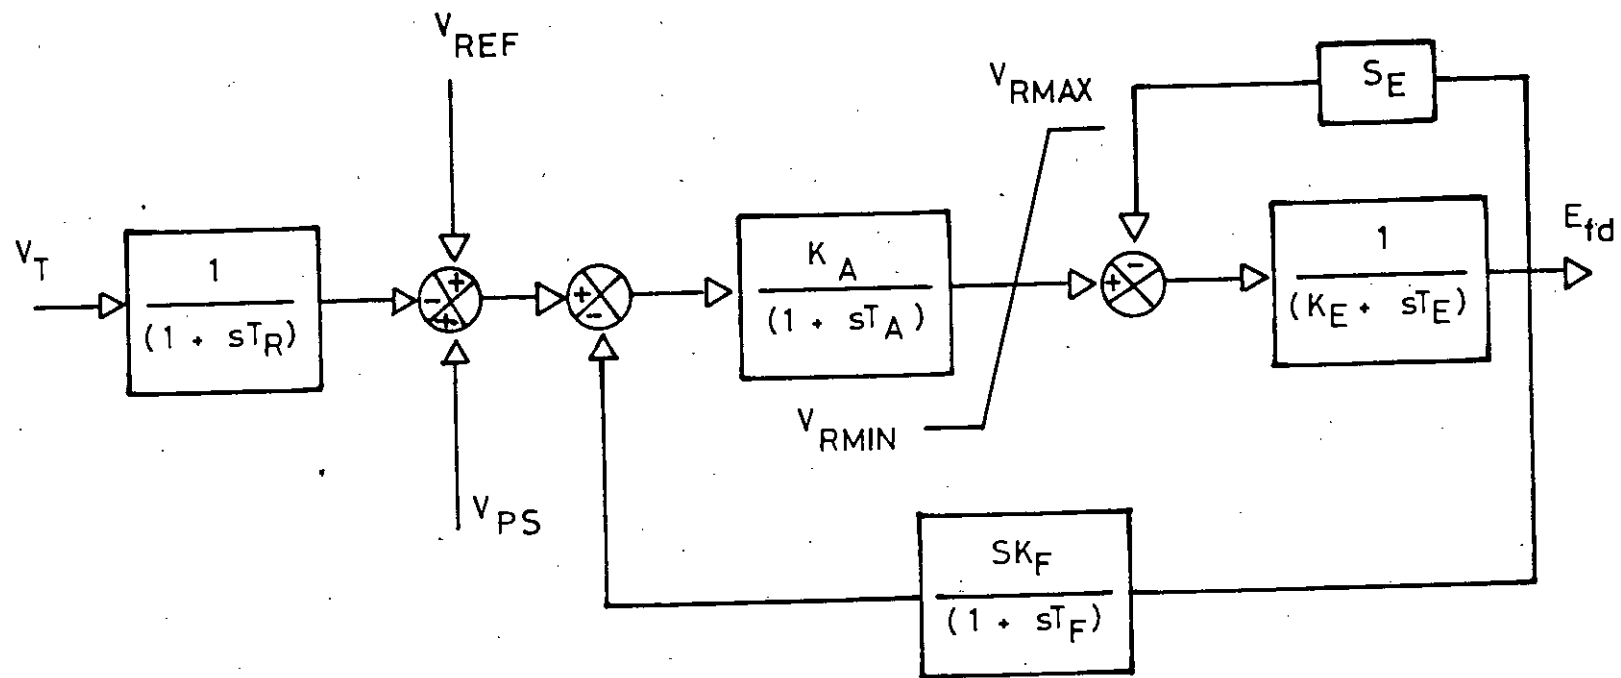 V_REF
V_RMAX
S_E
V_T
1
(1 + sT_R)
+
-
+
+
-
K_A
(1 + sT_A)
+
-
1
(K_E + sT_E)
E_fd
V_RMIN
V_PS
SK_F
(1 + sT_F)